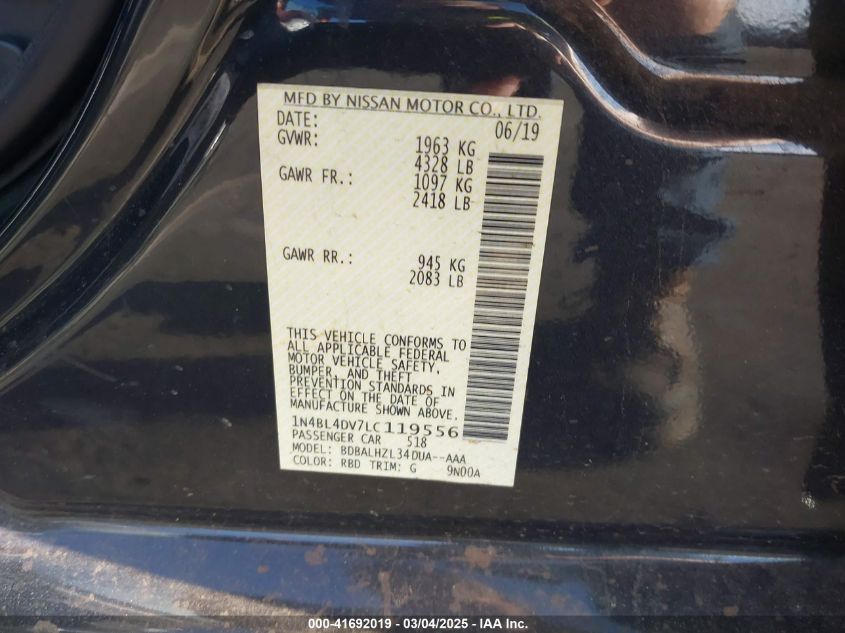 MFD BY NISSAN MOTOR CO., LTD.
DATE: 06/19
GVWR: 1963 KG
4328 LB
GAWR FR.: 1097 KG
2418 LB
GAWR RR.: 945 KG
2083 LB
THIS VEHICLE CONFORMS TO
ALL APPLICABLE FEDERAL
MOTOR VEHICLE SAFETY,
BUMPER, AND THEFT
PREVENTION STANDARDS IN
EFFECT ON THE DATE OF
MANUFACTURE SHOWN ABOVE.
1N4BL4DV7LC119556
PASSENGER CAR 518
MODEL: BDBALHZL34DUA--AAA
COLOR: RBD TRIM: G 9N00A
000-41692019 - 03/04/2025 - IAA Inc.